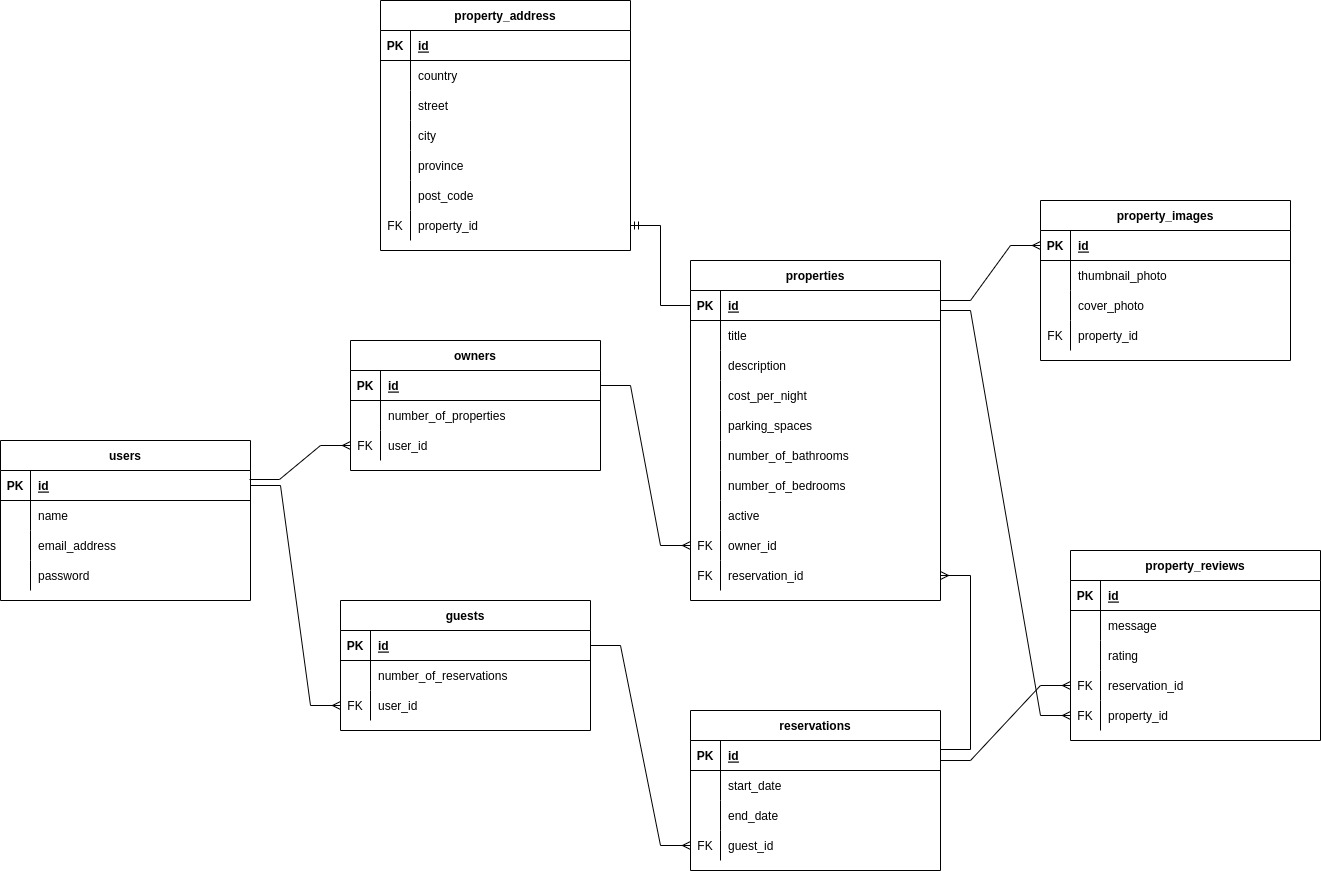 property_address
PK id
country
street
city
province
post_code
FK property_id
property_images
PK id
thumbnail_photo
cover_photo
FK property_id
properties
PK id
title
description
cost_per_night
parking_spaces
number_of_bathrooms
number_of_bedrooms
active
FK owner_id
FK reservation_id
owners
PK id
number_of_properties
FK user_id
users
PK id
name
email_address
password
guests
PK id
number_of_reservations
FK user_id
property_reviews
PK id
message
rating
FK reservation_id
FK property_id
reservations
PK id
start_date
end_date
FK guest_id